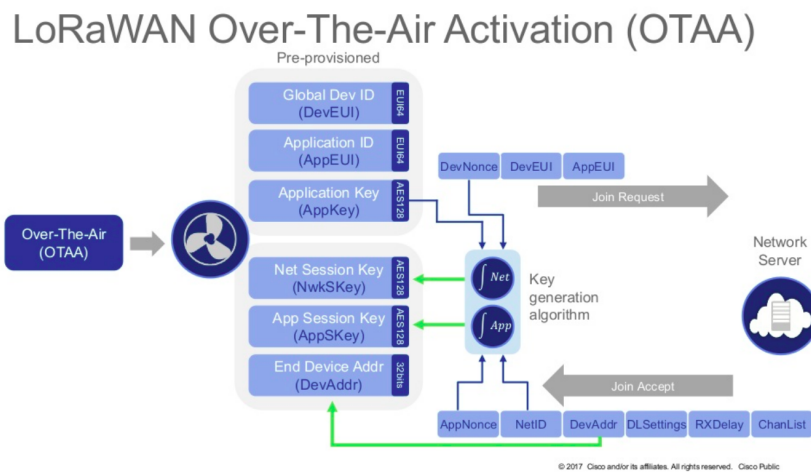 LoRaWAN Over-The-Air Activation (OTAA)
Pre-provisioned
Global Dev ID
(DevEUI)
EUI64
Application ID
(AppEUI)
EUI64
Application Key
(AppKey)
AES128
DevNonce
DevEUI
AppEUI
Join Request
Over-The-Air
(OTAA)
Network
Server
Net Session Key
(NwkSKey)
AES128
App Session Key
(AppSKey)
AES128
End Device Addr
(DevAddr)
32bits
∫ Net
∫ App
Key
generation
algorithm
Join Accept
AppNonce
NetID
DevAddr
DLSettings
RXDelay
ChanList
© 2017 Cisco and/or its affiliates. All rights reserved. Cisco Public